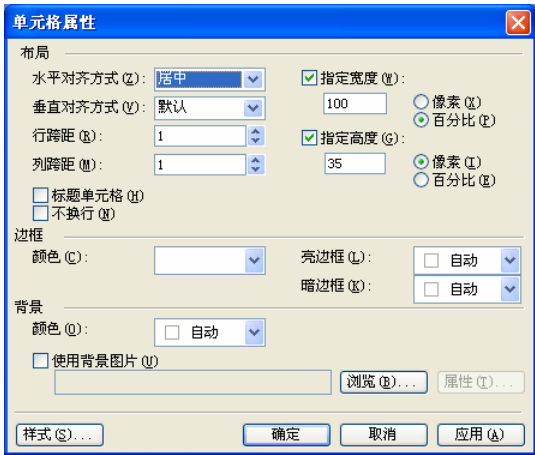 单元格属性
布局
水平对齐方式(Z): 居中 指定宽度(W):
垂直对齐方式(V): 默认 100 像素(X)
百分比(P)
行跨距(R): 1 指定高度(G):
列跨距(M): 1 35 像素(I)
百分比(E)
标题单元格(H)
不换行(N)
边框
颜色(C): 亮边框(L): 自动
暗边框(K): 自动
背景
颜色(O): 自动
使用背景图片(U)
浏览(B)... 属性(T)...
样式(S)... 确定 取消 应用(A)